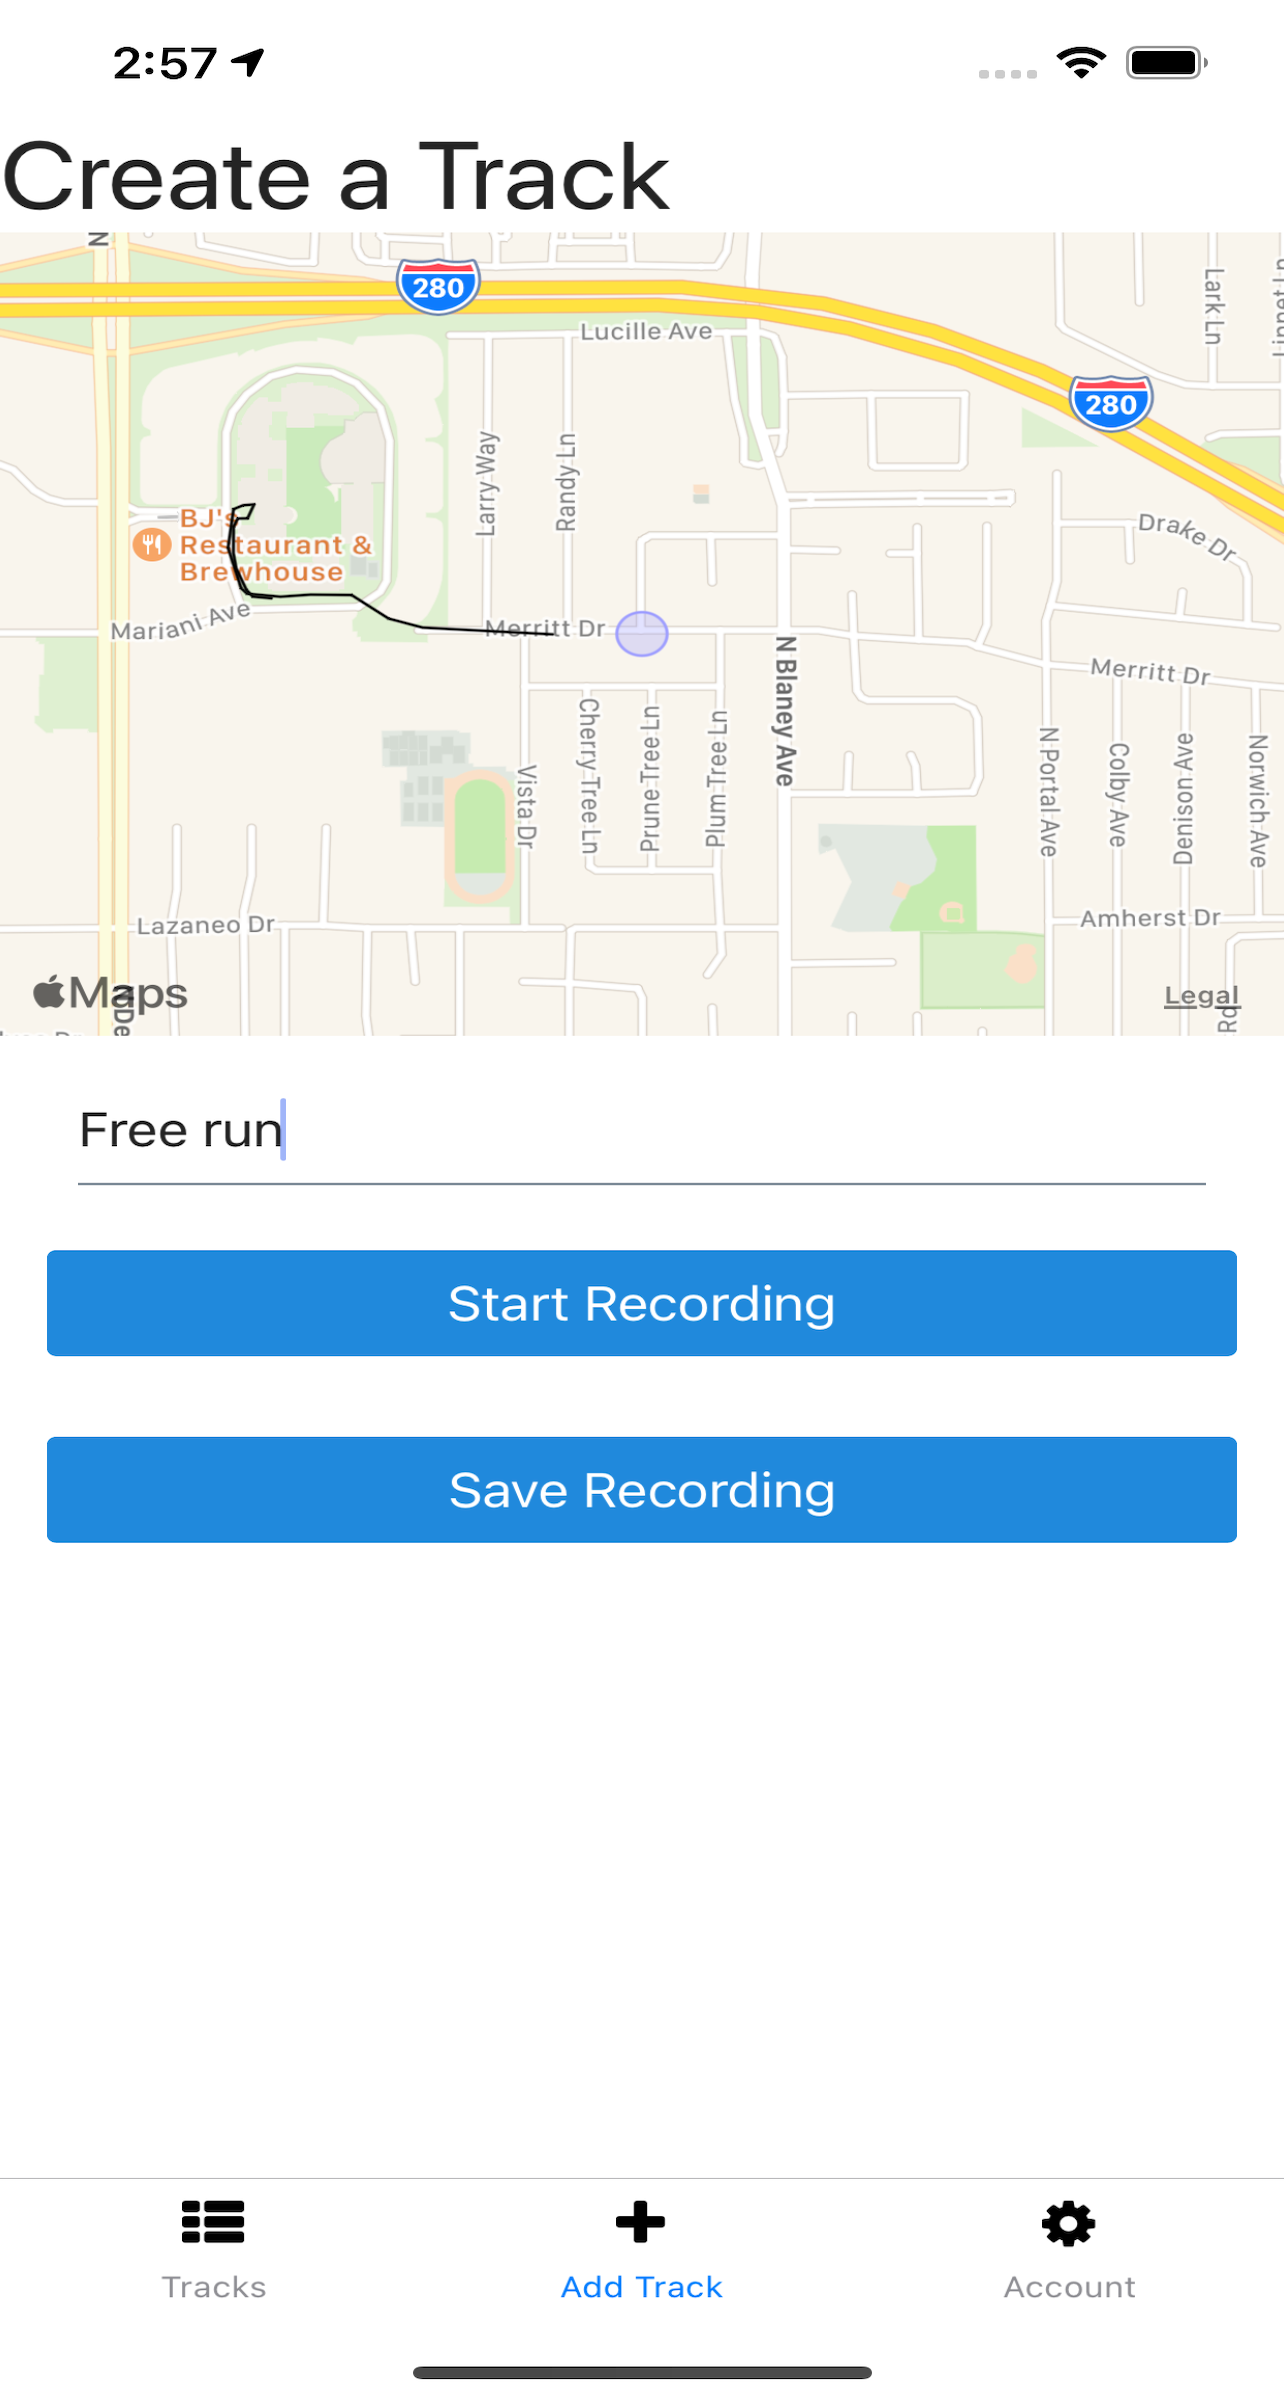 2:57
Create a Track
N
280
Lucille Ave
Lark Ln
280
Larry Way
Randy Ln
BJ's
Restaurant &
Brewhouse
Drake Dr
Mariani Ave
Merritt Dr
N Blaney Ave
Merritt Dr
Cherry Tree Ln
Prune Tree Ln
Plum Tree Ln
Vista Dr
N Portal Ave
Colby Ave
Denison Ave
Norwich Ave
Lazaneo Dr
Amherst Dr
Maps
N De
Legal
Rd
Free run
Start Recording
Save Recording
Tracks
Add Track
Account